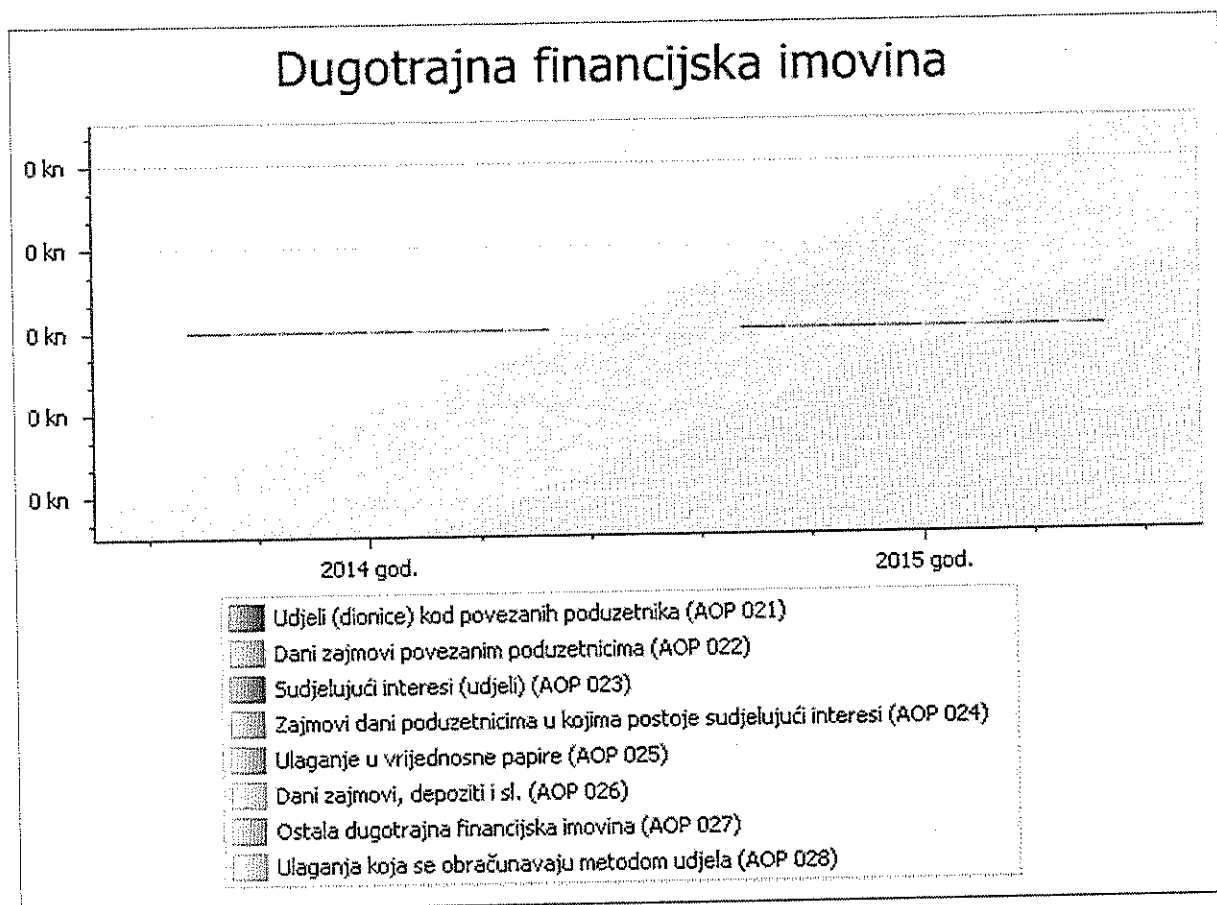 Dugotrajna financijska imovina
0 kn
0 kn
0 kn
0 kn
0 kn
2014 god.
2015 god.
Udjeli (dionice) kod povezanih poduzetnika (AOP 021)
Dani zajmovi povezanim poduzetnicima (AOP 022)
Sudjelujući interesi (udjeli) (AOP 023)
Zajmovi dani poduzetnicima u kojima postoje sudjelujući interesi (AOP 024)
Ulaganje u vrijednosne papire (AOP 025)
Dani zajmovi, depoziti i sl. (AOP 026)
Ostala dugotrajna financijska imovina (AOP 027)
Ulaganja koja se obračunavaju metodom udjela (AOP 028)